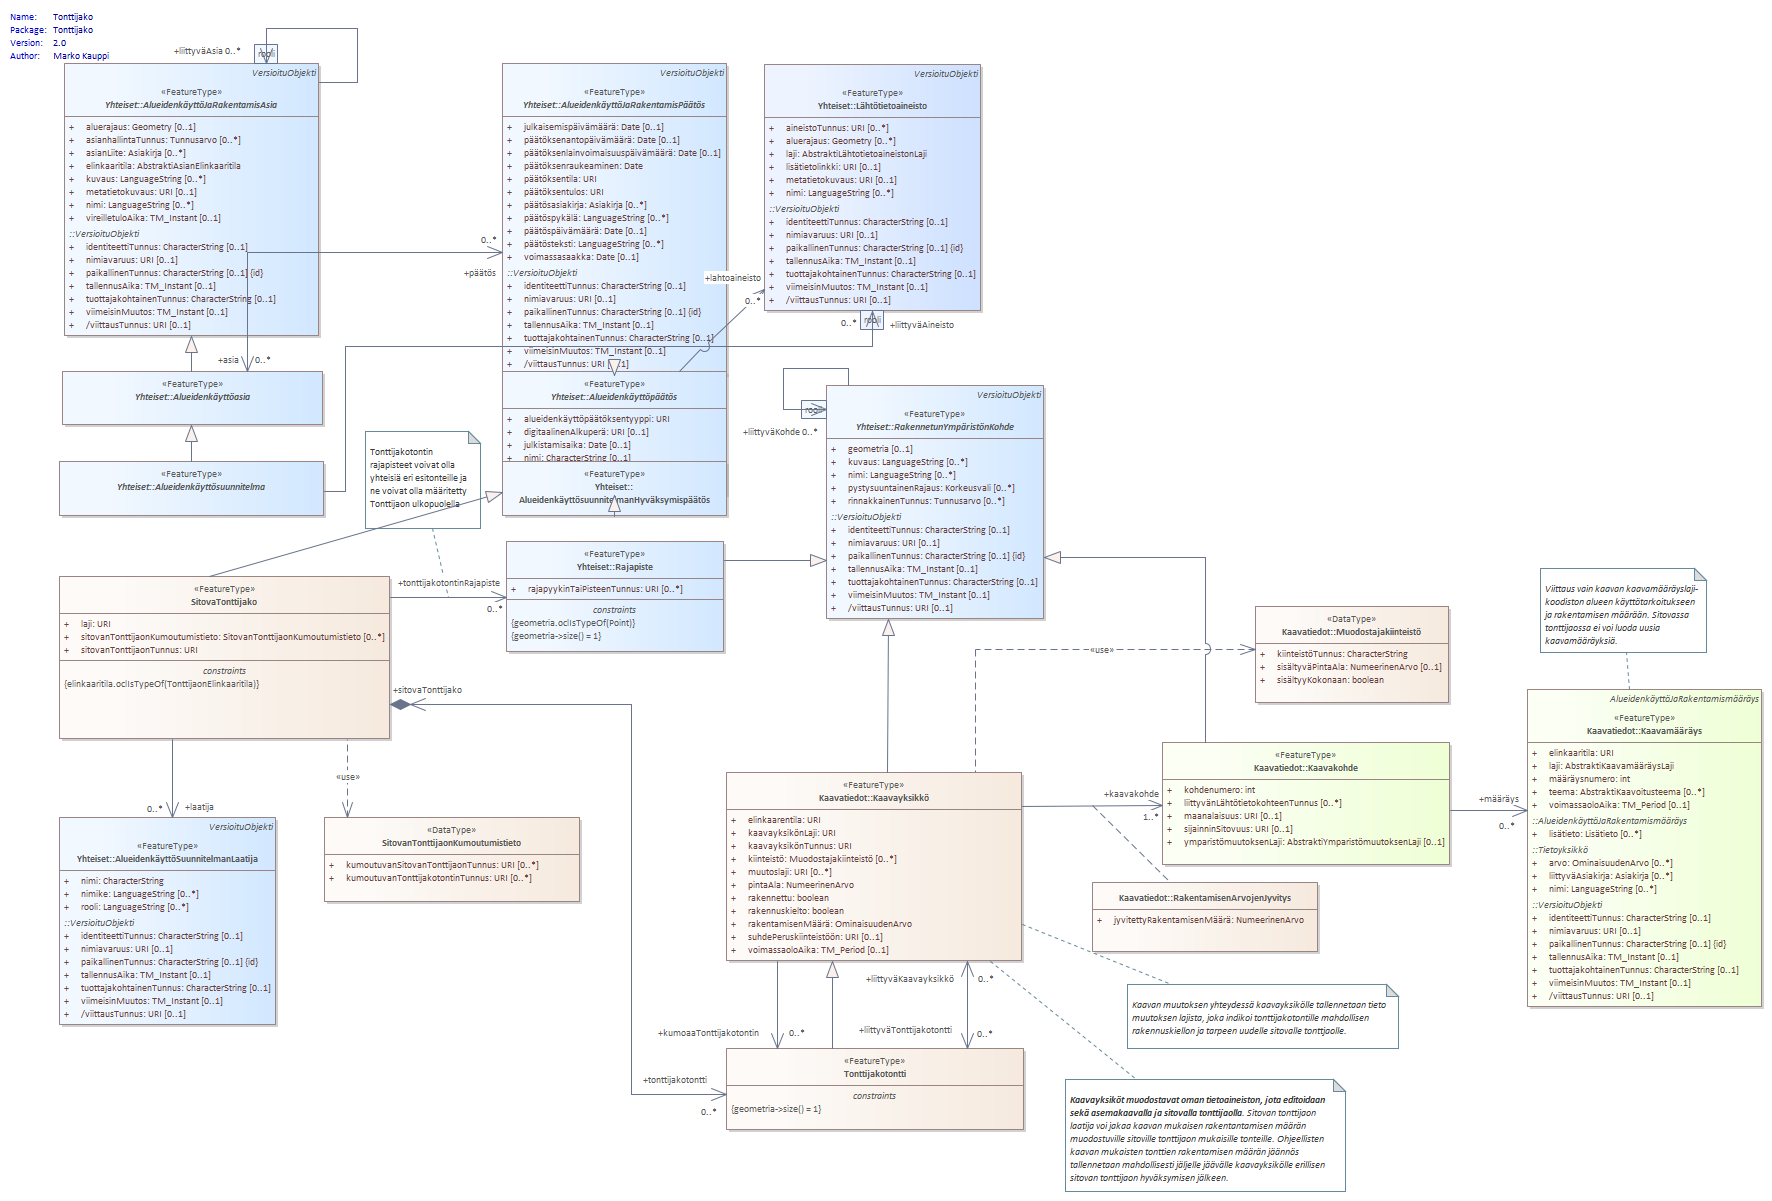 Name: Tonttijako
Package: Tonttijako
Version: 2.0
Author: Marko Kauppi
+liittyväAsia 0..*
rooli
VersioituObjekti
«FeatureType»
Yhteiset::AlueidenkäyttöJaRakentamisAsia
+ aluerajaus: Geometry [0..1]
+ asianhallintaTunnus: Tunnusarvo [0..*]
+ asianLiite: Asiakirja [0..*]
+ elinkaaritila: AbstraktiAsianElinkaaritila
+ kuvaus: LanguageString [0..*]
+ metatietokuvaus: URI [0..1]
+ nimi: LanguageString [0..*]
+ vireilletuloAika: TM_Instant [0..1]
::VersioituObjekti
+ identiteettiTunnus: CharacterString [0..1]
+ nimiavaruus: URI [0..1]
+ paikallinenTunnus: CharacterString [0..1] {id}
+ tallennusAika: TM_Instant [0..1]
+ tuottajakohtainenTunnus: CharacterString [0..1]
+ viimeisinMuutos: TM_Instant [0..1]
+ /viittausTunnus: URI [0..1]
VersioituObjekti
«FeatureType»
Yhteiset::AlueidenkäyttöJaRakentamisPäätös
+ julkaisemispäivämäärä: Date [0..1]
+ päätöksenantopäivämäärä: Date [0..1]
+ päätöksenlainvoimaisuuspäivämäärä: Date [0..1]
+ päätöksenraukeaminen: Date
+ päätöksentila: URI
+ päätöksentulos: URI
+ päätösasiakirja: Asiakirja [0..*]
+ päätöspykälä: LanguageString [0..*]
+ päätöspäivämäärä: Date [0..1]
+ päätösteksti: LanguageString [0..*]
+ voimassasaakka: Date [0..1]
::VersioituObjekti
+ identiteettiTunnus: CharacterString [0..1]
+ nimiavaruus: URI [0..1]
+ paikallinenTunnus: CharacterString [0..1] {id}
+ tallennusAika: TM_Instant [0..1]
+ tuottajakohtainenTunnus: CharacterString [0..1]
+ viimeisinMuutos: TM_Instant [0..1]
+ /viittausTunnus: URI [0..1]
VersioituObjekti
«FeatureType»
Yhteiset::Lähtötietoaineisto
+ aineistoTunnus: URI [0..*]
+ aluerajaus: Geometry [0..*]
+ laji: AbstraktiLähtotietoaineistonLaji
+ lisätietolinkki: URI [0..1]
+ metatietokuvaus: URI [0..1]
+ nimi: LanguageString [0..*]
::VersioituObjekti
+ identiteettiTunnus: CharacterString [0..1]
+ nimiavaruus: URI [0..1]
+ paikallinenTunnus: CharacterString [0..1] {id}
+ tallennusAika: TM_Instant [0..1]
+ tuottajakohtainenTunnus: CharacterString [0..1]
+ viimeisinMuutos: TM_Instant [0..1]
+ /viittausTunnus: URI [0..1]
0..*
+päätös
+lahtoaineisto
0..*
0..*
rooli
+liittyväAineisto
+asia
0..*
«FeatureType»
Yhteiset::Alueidenkäyttöasia
«FeatureType»
Yhteiset::Alueidenkäyttösuunnitelma
«FeatureType»
Yhteiset::Alueidenkäyttöpäätös
+ alueidenkäyttöpäätöksentyyppi: URI
+ digitaalinenAlkuperä: URI [0..1]
+ julkistamisaika: Date [0..1]
+ nimi: CharacterString [0..1]
«FeatureType»
Yhteiset::
AlueidenkäyttösuunnitelmanHyväksymispäätös
Tonttijakotontin
rajapisteet voivat olla
yhteisiä eri esitonteille ja
ne voivat olla määritetty
Tonttijaon ulkopuolella
rooli
+liittyväKohde 0..*
VersioituObjekti
«FeatureType»
Yhteiset::RakennetunYmpäristönKohde
+ geometria [0..1]
+ kuvaus: LanguageString [0..*]
+ nimi: LanguageString [0..*]
+ pystysuuntainenRajaus: Korkeusvali [0..*]
+ rinnakkainenTunnus: Tunnusarvo [0..*]
::VersioituObjekti
+ identiteettiTunnus: CharacterString [0..1]
+ nimiavaruus: URI [0..1]
+ paikallinenTunnus: CharacterString [0..1] {id}
+ tallennusAika: TM_Instant [0..1]
+ tuottajakohtainenTunnus: CharacterString [0..1]
+ viimeisinMuutos: TM_Instant [0..1]
+ /viittausTunnus: URI [0..1]
«FeatureType»
Yhteiset::Rajapiste
+ rajapyykinTaiPisteenTunnus: URI [0..*]
constraints
{geometria.oclIsTypeOf(Point)}
{geometria->size() = 1}
+tonttijakotontinRajapiste
0..*
«FeatureType»
SitovaTonttijako
+ laji: URI
+ sitovanTonttijaonKumoutumistieto: SitovanTonttijaonKumoutumistieto [0..*]
+ sitovanTonttijaonTunnus: URI
constraints
{elinkaaritila.oclIsTypeOf(TonttijaonElinkaaritila)}
+sitovaTonttijako
«use»
0..*
+laatija
VersioituObjekti
«FeatureType»
Yhteiset::AlueidenkäyttöSuunnitelmanLaatija
+ nimi: CharacterString
+ nimike: LanguageString [0..*]
+ rooli: LanguageString [0..*]
::VersioituObjekti
+ identiteettiTunnus: CharacterString [0..1]
+ nimiavaruus: URI [0..1]
+ paikallinenTunnus: CharacterString [0..1] {id}
+ tallennusAika: TM_Instant [0..1]
+ tuottajakohtainenTunnus: CharacterString [0..1]
+ viimeisinMuutos: TM_Instant [0..1]
+ /viittausTunnus: URI [0..1]
«DataType»
SitovanTonttijaonKumoutumistieto
+ kumoutuvanSitovanTonttijaonTunnus: URI [0..*]
+ kumoutuvanTonttijakotontinTunnus: URI [0..*]
«use»
«DataType»
Kaavatiedot::Muodostajakiinteistö
+ kiinteistöTunnus: CharacterString
+ sisältyväPintaAla: NumeerinenArvo [0..1]
+ sisältyyKokonaan: boolean
Viittaus vain kaavan kaavamääräyslaji-
koodiston alueen käyttötarkoitukseen
ja rakentamisen määrään. Sitovassa
tonttijaossa ei voi luoda uusia
kaavamääräyksiä.
AlueidenkäyttöJaRakentamismääräys
«FeatureType»
Kaavatiedot::Kaavamääräys
+ elinkaaritila: URI
+ laji: AbstraktiKaavamääräysLaji
+ määräysnumero: int
+ teema: AbstraktiKaavoitusteema [0..*]
+ voimassaoloAika: TM_Period [0..1]
::AlueidenkäyttöJaRakentamismääräys
+ lisätieto: Lisätieto [0..*]
::Tietoyksikkö
+ arvo: OminaisuudenArvo [0..*]
+ liittyväAsiakirja: Asiakirja [0..*]
+ nimi: LanguageString [0..*]
::VersioituObjekti
+ identiteettiTunnus: CharacterString [0..1]
+ nimiavaruus: URI [0..1]
+ paikallinenTunnus: CharacterString [0..1] {id}
+ tallennusAika: TM_Instant [0..1]
+ tuottajakohtainenTunnus: CharacterString [0..1]
+ viimeisinMuutos: TM_Instant [0..1]
+ /viittausTunnus: URI [0..1]
«FeatureType»
Kaavatiedot::Kaavakohde
+ kohdenumero: int
+ liittyvänLähtötietokohteenTunnus [0..*]
+ maanalaisuus: URI [0..1]
+ sijainninSitovuus: URI [0..1]
+ ymparistömuutoksenLaji: AbstraktiYmparistömuutoksenLaji [0..1]
+määräys
0..*
+kaavakohde
1..*
«FeatureType»
Kaavatiedot::Kaavayksikkö
+ elinkaarentila: URI
+ kaavayksikönLaji: URI
+ kaavayksikönTunnus: URI
+ kiinteistö: Muodostajakiinteistö [0..*]
+ muutoslaji: URI [0..*]
+ pintaAla: NumeerinenArvo
+ rakennettu: boolean
+ rakennuskielto: boolean
+ rakentamisenMäärä: OminaisuudenArvo
+ suhdePeruskiinteistöön: URI [0..1]
+ voimassaoloAika: TM_Period [0..1]
Kaavatiedot::RakentamisenArvojenJyvitys
+ jyvitettyRakentamisenMäärä: NumeerinenArvo
+liittyväKaavayksikkö
0..*
+kumoaaTonttijakotontin
0..*
+liittyväTonttijakotontti
0..*
+tonttijakotontti
0..*
«FeatureType»
Tonttijakotontti
constraints
{geometria->size() = 1}
Kaavan muutoksen yhteydessä kaavayksikölle tallennetaan tieto
muutoksen lajista, joka indikoi tonttijakotontille mahdollisen
rakennuskiellon ja tarpeen uudelle sitovalle tonttjaolle.
Kaavayksiköt muodostavat oman tietoaineiston, jota editoidaan
sekä asemakaavalla ja sitovalla tonttijaolla. Sitovan tonttijaon
laatija voi jakaa kaavan mukaisen rakentantamisen määrän
muodostuville sitoville tonttijaon mukaisille tonteille. Ohjeellisten
kaavan mukaisten tonttien rakentamisen määrän jäännös
tallennetaan mahdollisesti jäljelle jäävälle kaavayksikölle erillisen
sitovan tonttijaon hyväksymisen jälkeen.